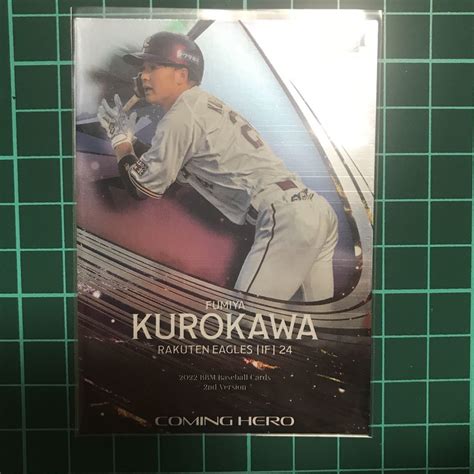 FUMIYA
KUROKAWA
RAKUTEN EAGLES [IF] 24
2022 BBM Baseball Cards
2nd Version
COMING HERO